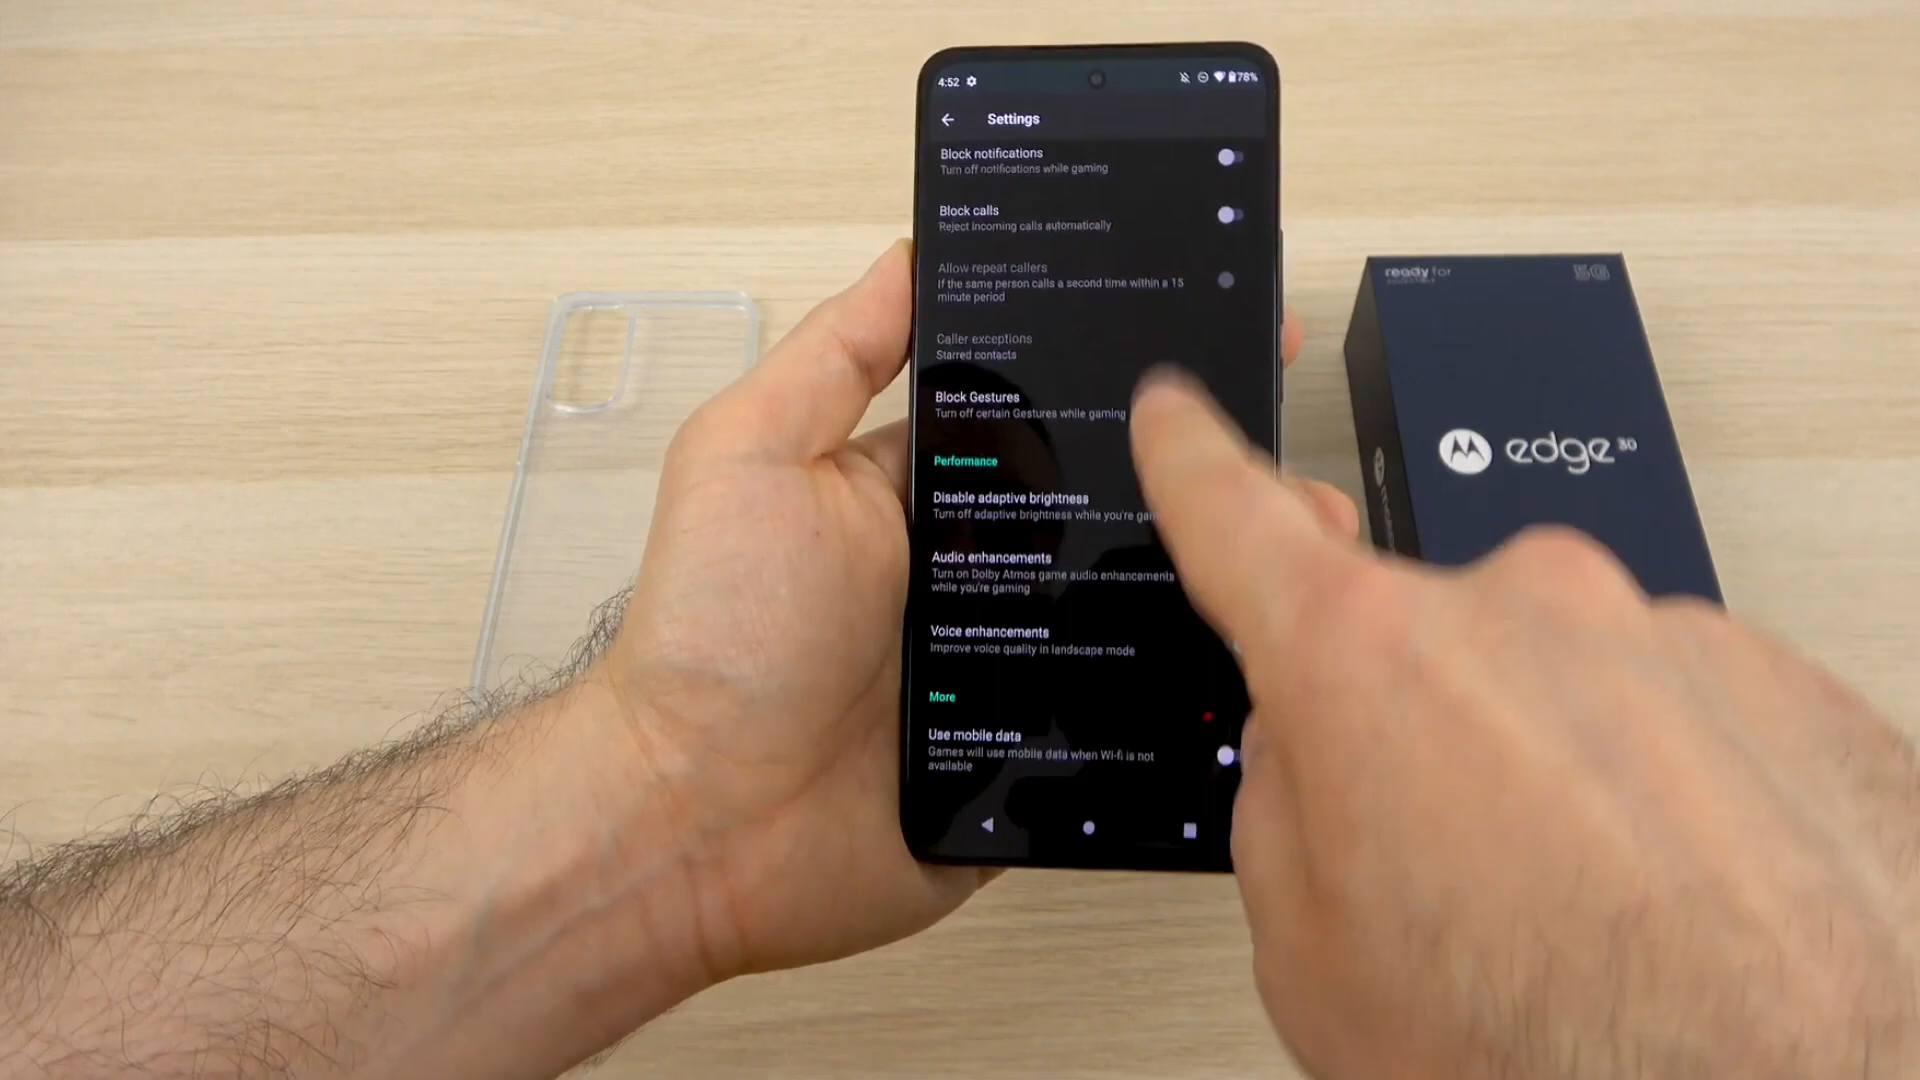 4:52
78%
Settings
Block notifications
Turn off notifications while gaming
Block calls
Reject incoming calls automatically
Allow repeat callers
If the same person calls a second time within a 15
minute period
Caller exceptions
Starred contacts
Block Gestures
Turn off certain Gestures while gaming
Performance
Disable adaptive brightness
Turn off adaptive brightness while you're
Audio enhancements
Turn on Dolby Atmos game audio enhancements
while you're gaming
Voice enhancements
Improve voice quality in landscape mode
More
Use mobile data
Games will use mobile data when Wi-fi is not
available
ready for
5G
edge 30